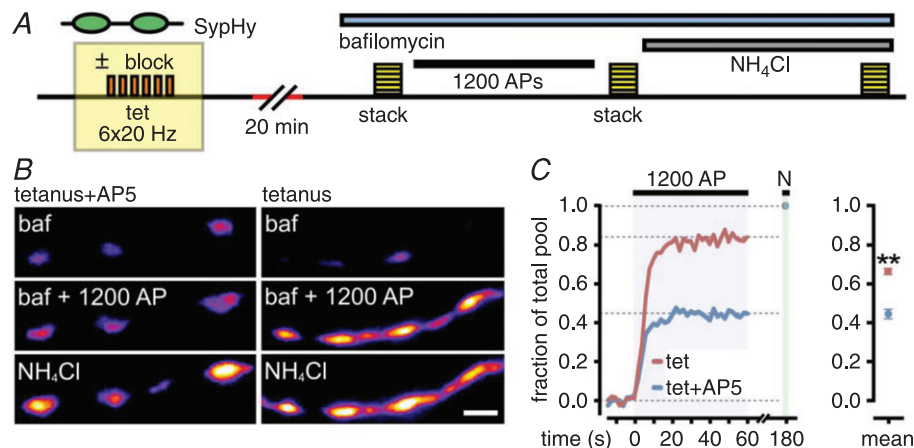 A
SypHy
± block
tet
6x20 Hz
20 min
bafilomycin
1200 APs
NH₄Cl
stack
stack
B
tetanus+AP5
tetanus
baf
baf
baf + 1200 AP
baf + 1200 AP
NH₄Cl
NH₄Cl
C
1200 AP
N
fraction of total pool
1.0
0.8
0.6
0.4
0.2
0.0
tet
tet+AP5
time (s)
0
20
40
60
180
1.0
0.8
0.6
0.4
0.2
0.0
**
mean